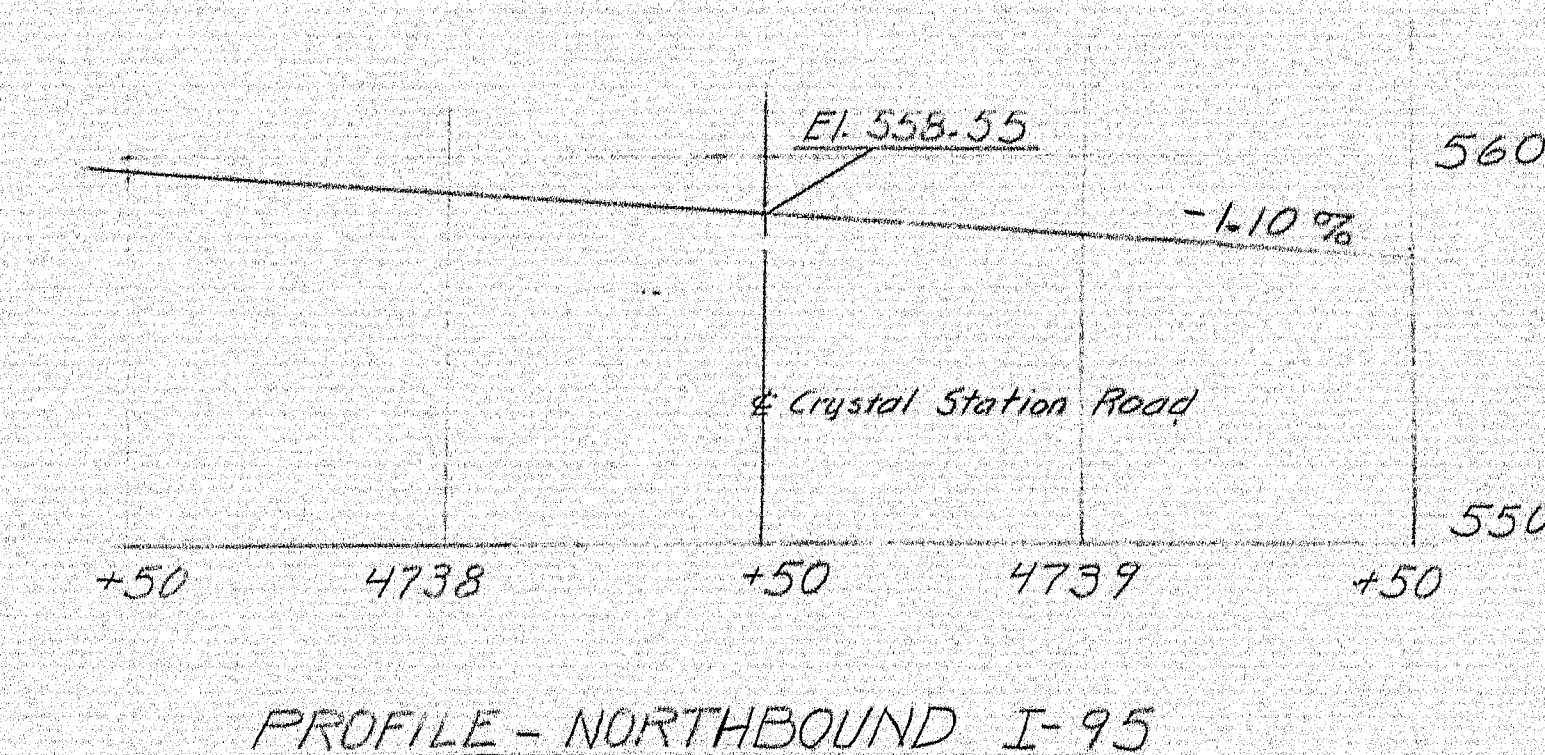 El. 558.55
560
-1.10 %
℄ Crystal Station Road
550
+50 4738 +50 4739 +50
PROFILE - NORTHBOUND I-95